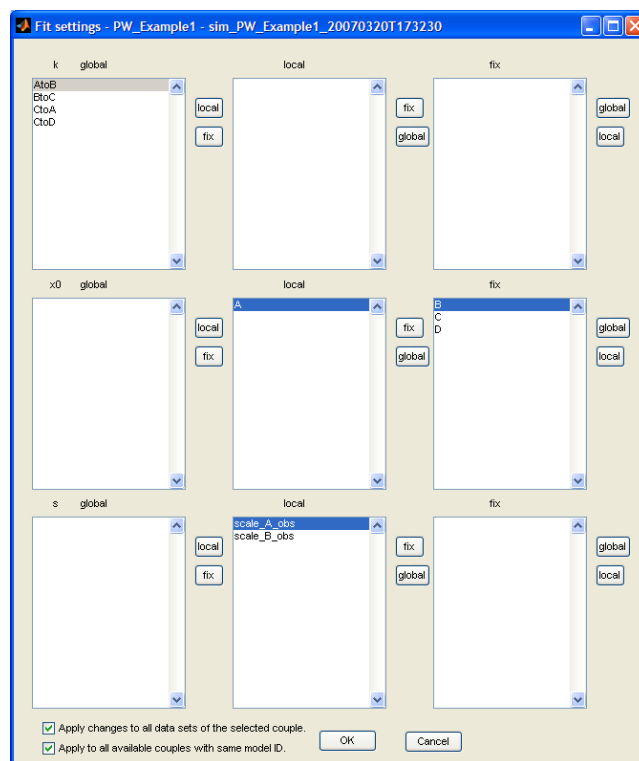 Fit settings - PW_Example1 - sim_PW_Example1_20070320T173230
k global local fix
AtoB
BtoC
CtoA
CtoD
local
fix
fix
global
global
local
x0 global local fix
A
B
C
D
local
fix
fix
global
global
local
s global local fix
scale_A_obs
scale_B_obs
local
fix
fix
global
global
local
Apply changes to all data sets of the selected couple.
Apply to all available couples with same model ID.
OK
Cancel